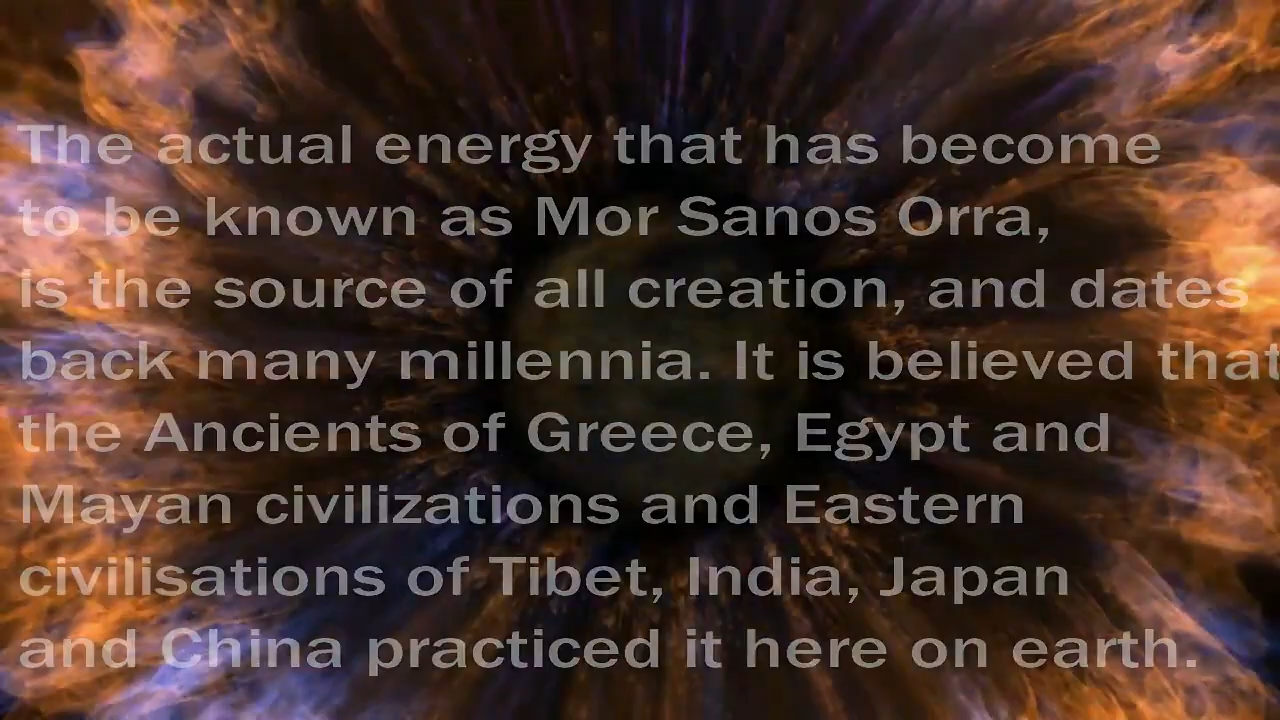 The actual energy that has become
to be known as Mor Sanos Orra,
is the source of all creation, and dates
back many millennia. It is believed that
the Ancients of Greece, Egypt and
Mayan civilizations and Eastern
civilisations of Tibet, India, Japan
and China practiced it here on earth.